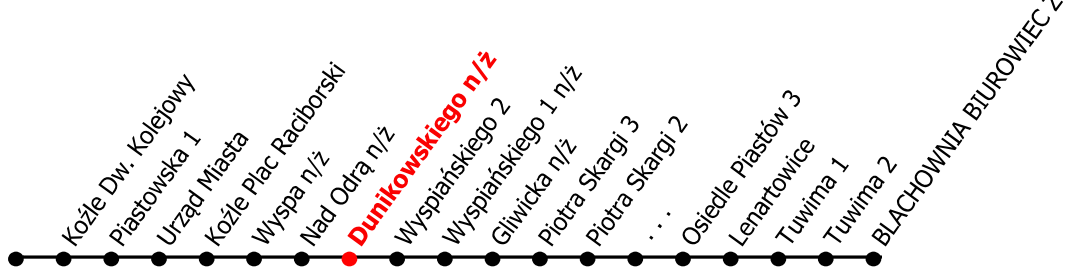 Koźle Dw. Kolejowy
Piastowska 1
Urząd Miasta
Koźle Plac Raciborski
Wyspa n/ż
Nad Odrą n/ż
Dunikowskiego n/ż
Wyspiańskiego 2
Wyspiańskiego 1 n/ż
Gliwicka n/ż
Piotra Skargi 3
Piotra Skargi 2
...
Osiedle Piastów 3
Lenartowice
Tuwima 1
Tuwima 2
BLACHOWNIA BIUROWIEC